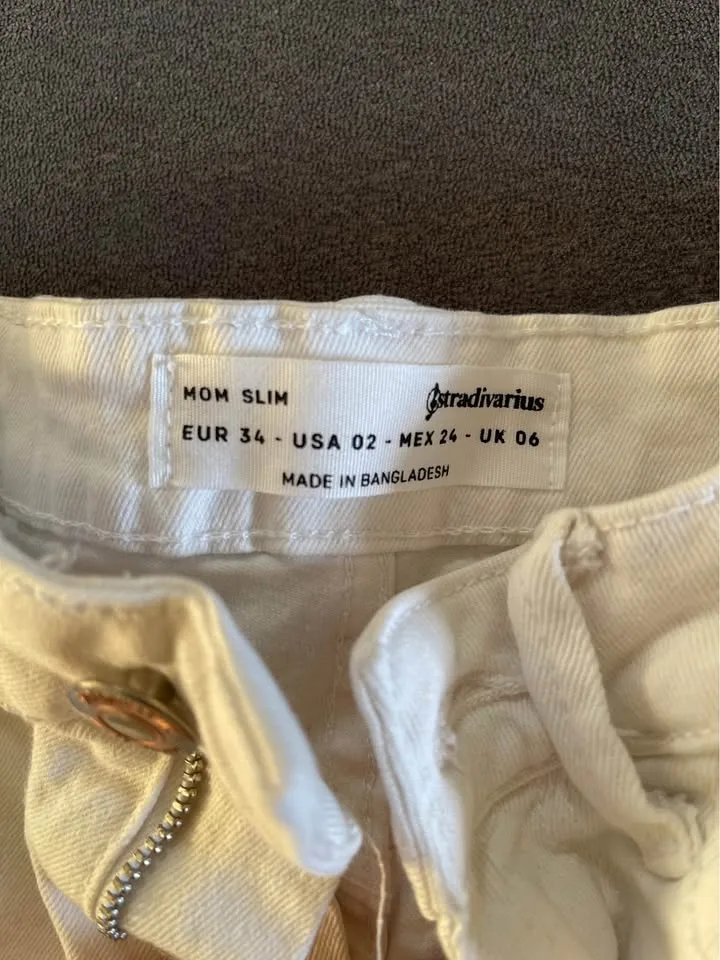 MOM SLIM stradivarius
EUR 34 - USA 02 - MEX 24 - UK 06
MADE IN BANGLADESH